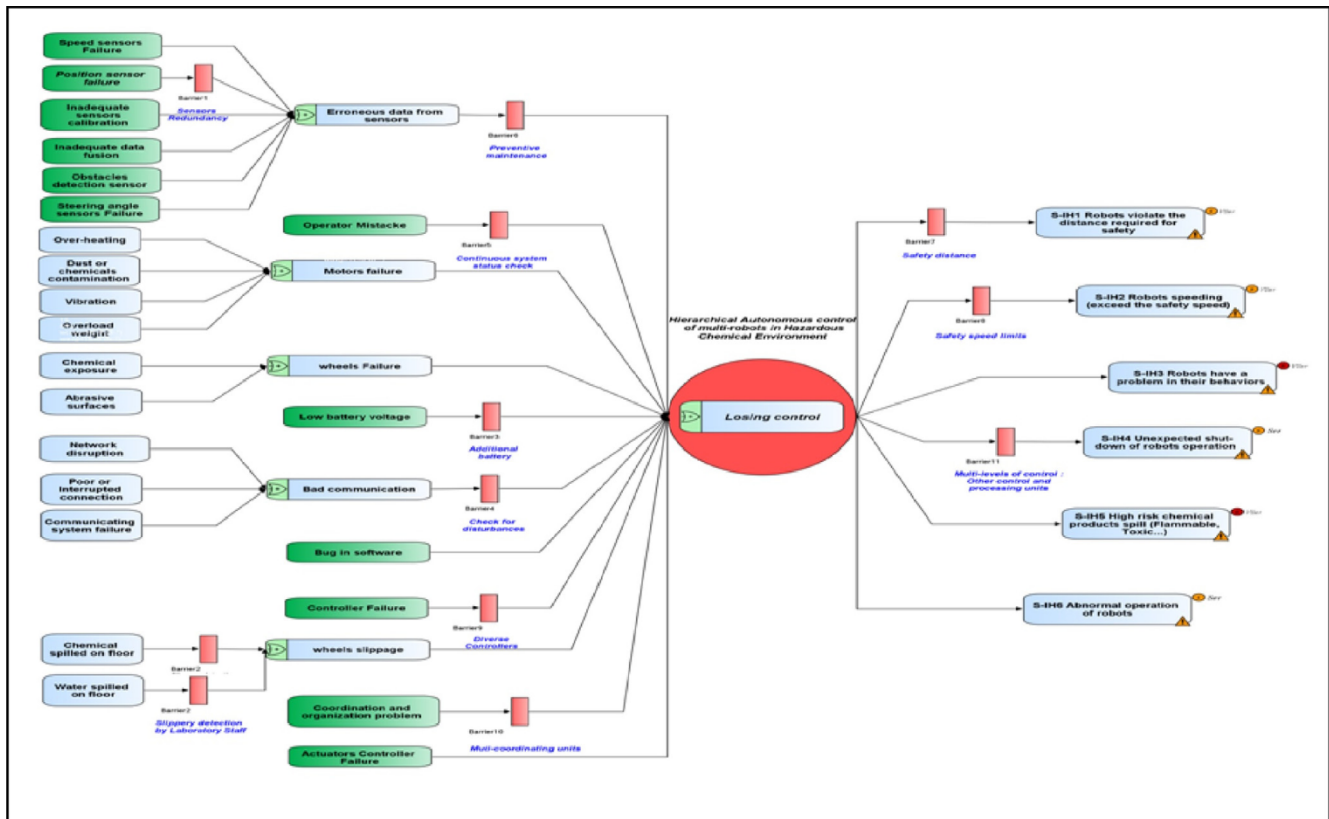 Speed sensors
Failure
Position sensor
failure
Barrier1
Inadequate
sensors
calibration
Sensors
Redundancy
Inadequate data
fusion
Obstacles
detection sensor
Steering angle
sensors Failure
Erroneous data from
sensors
Barrier6
Preventive
maintenance
Operator Mistacke
Barrier5
Continuous system
status check
Over-heating
Dust or
chemicals
contamination
Vibration
Overload
weight
Motors failure
Chemical
exposure
Abrasive
surfaces
wheels Failure
Low battery voltage
Barrier3
Additional
battery
Network
disruption
Poor or
Interrupted
connection
Communicating
system failure
Bad communication
Barrier4
Check for
disturbances
Bug in software
Controller Failure
Barrier9
Diverse
Controllers
Chemical
spilled on floor
Barrier2
Water spilled
on floor
Barrier2
Slippery detection
by Laboratory Staff
wheels slippage
Coordination and
organization problem
Barrier10
Muti-coordinating units
Actuators Controller
Failure
Hierarchical Autonomous control
of multi-robots in Hazardous
Chemical Environment
Losing control
Barrier7
Safety distance
S-IH1 Robots violate the
distance required for
safety
VSer
Barrier8
Safety speed limits
S-IH2 Robots speeding
(exceed the safety speed)
VSer
S-IH3 Robots have a
problem in their behaviors
VSer
Barrier11
Multi-levels of control :
Other control and
processing units
S-IH4 Unexpected shut-
down of robots operation
Ser
S-IH5 High risk chemical
products spill (Flammable,
Toxic...)
VSer
S-IH6 Abnormal operation
of robots
Ser